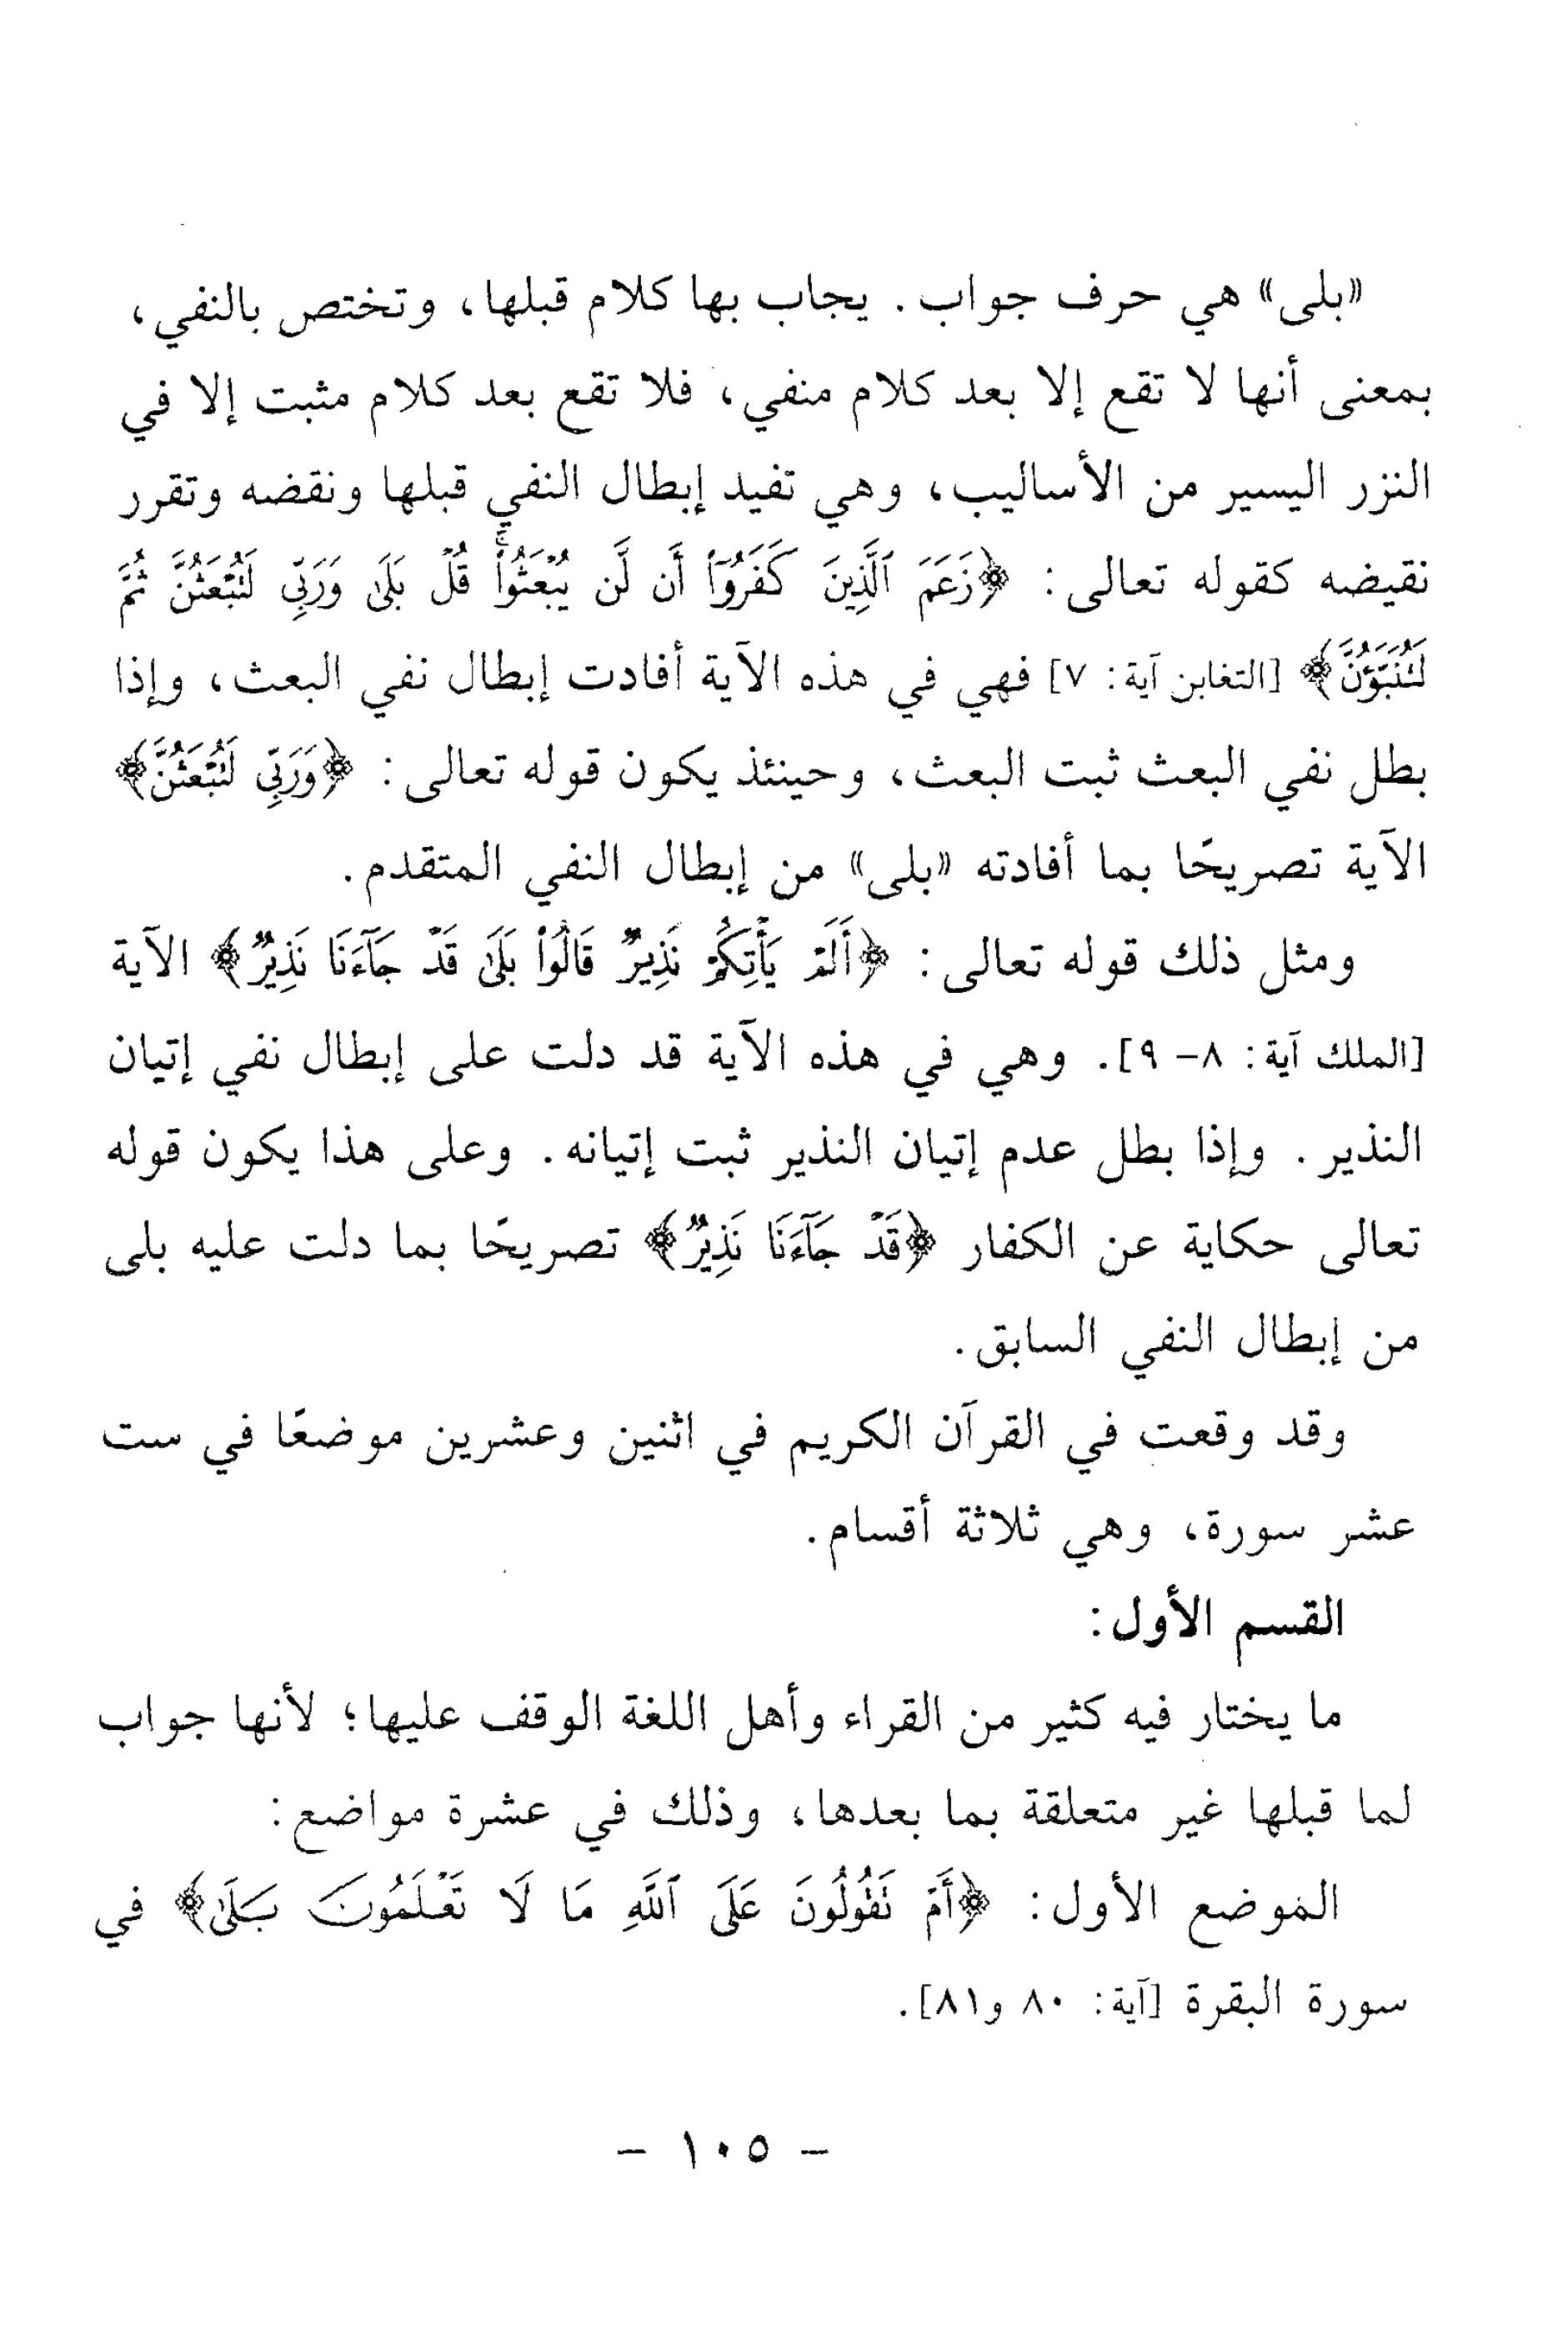 «بلى» هي حرف جواب. يجاب بها كلام قبلها، وتختص بالنفي،
بمعنى أنها لا تقع إلا بعد كلام منفي، فلا تقع بعد كلام مثبت إلا في
النزر اليسير من الأساليب، وهي تفيد إبطال النفي قبلها ونقضه وتقرر
نقيضه كقوله تعالى: ﴿زَعَمَ ٱلَّذِينَ كَفَرُوٓا۟ أَن لَّن يُبْعَثُوا۟ۚ قُلْ بَلَىٰ وَرَبِّى لَتُبْعَثُنَّ ثُمَّ
لَتُنَبَّؤُنَّ﴾ [التغابن آية: ٧] فهي في هذه الآية أفادت إبطال نفي البعث، وإذا
بطل نفي البعث ثبت البعث، وحينئذ يكون قوله تعالى: ﴿وَرَبِّى لَتُبْعَثُنَّ﴾
الآية تصريحًا بما أفادته «بلى» من إبطال النفي المتقدم.
ومثل ذلك قوله تعالى: ﴿أَلَمْ يَأْتِكُمْ نَذِيرٌ قَالُوا۟ بَلَىٰ قَدْ جَآءَنَا نَذِيرٌ﴾ الآية
[الملك آية: ٨- ٩]. وهي في هذه الآية قد دلت على إبطال نفي إتيان
النذير. وإذا بطل عدم إتيان النذير ثبت إتيانه. وعلى هذا يكون قوله
تعالى حكاية عن الكفار ﴿قَدْ جَآءَنَا نَذِيرٌ﴾ تصريحًا بما دلت عليه بلى
من إبطال النفي السابق.
وقد وقعت في القرآن الكريم في اثنين وعشرين موضعًا في ست
عشر سورة، وهي ثلاثة أقسام.
القسم الأول:
ما يختار فيه كثير من القراء وأهل اللغة الوقف عليها؛ لأنها جواب
لما قبلها غير متعلقة بما بعدها، وذلك في عشرة مواضع:
الموضع الأول: ﴿أَمْ تَقُولُونَ عَلَى ٱللَّهِ مَا لَا تَعْلَمُونَ بَلَىٰ﴾ في
سورة البقرة [آية: ٨٠ و٨١].
- ١٠٥ -